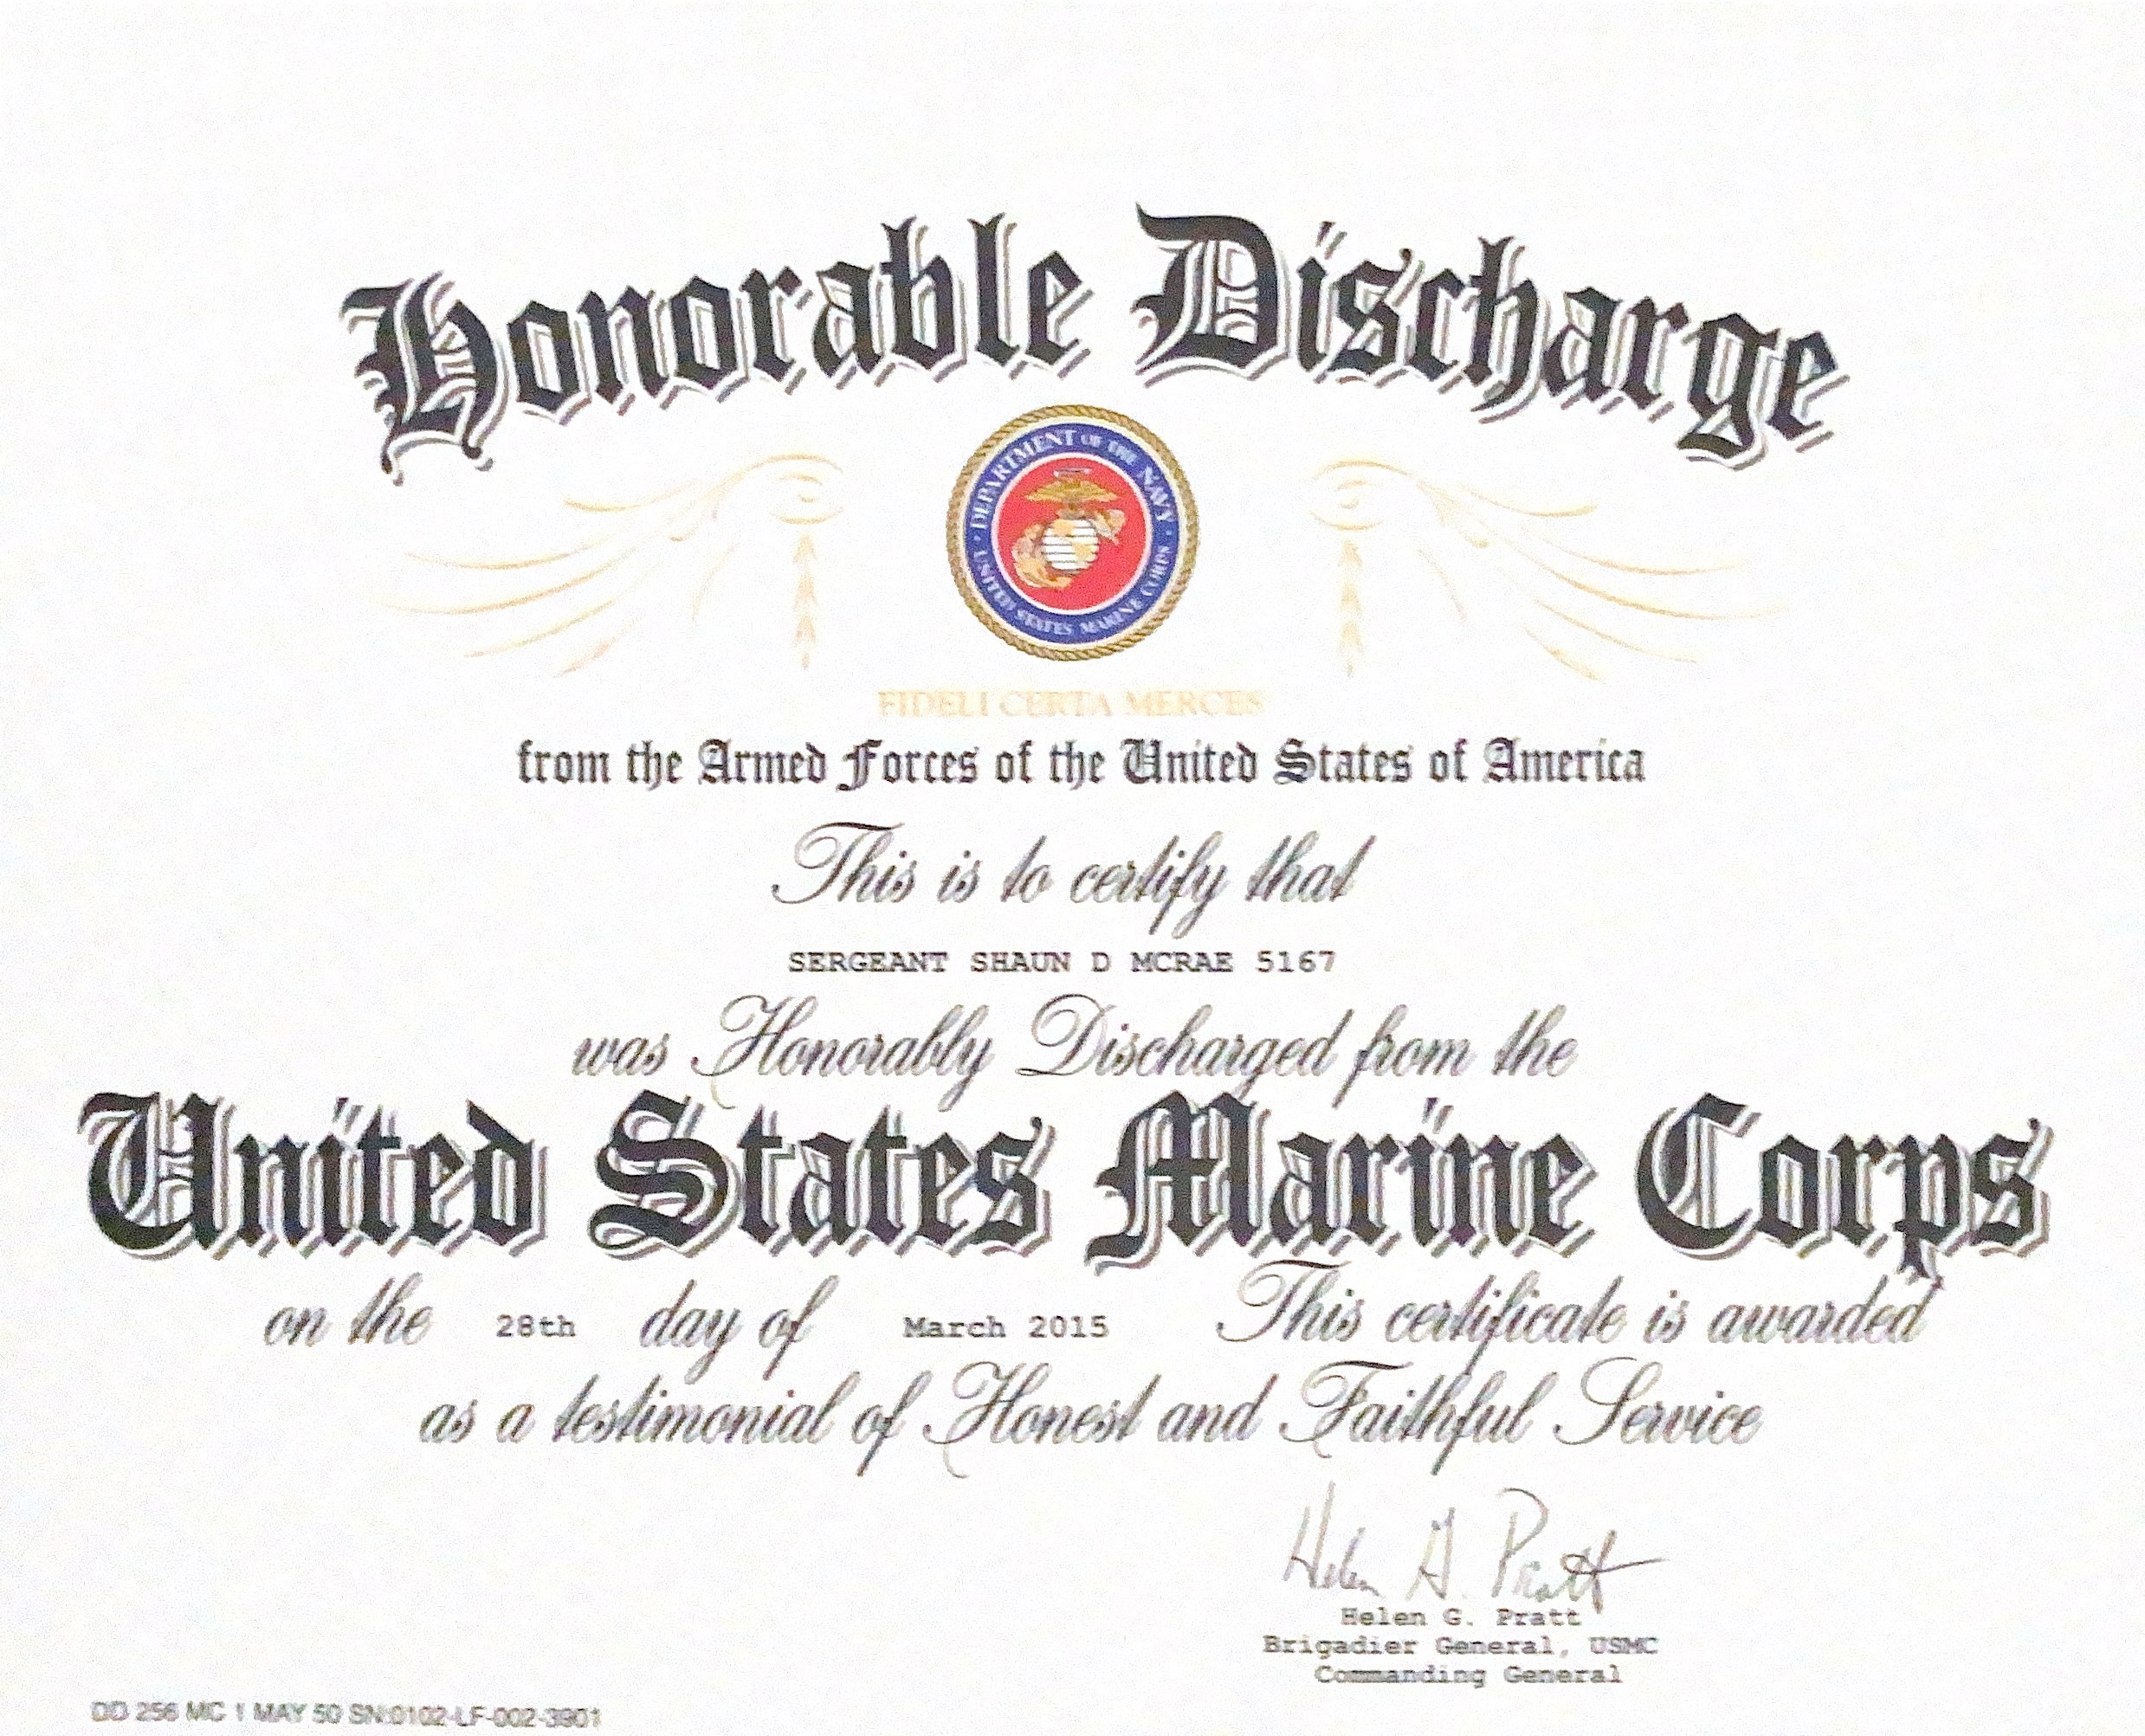 Honorable Discharge
DEPARTMENT OF THE NAVY
UNITED STATES MARINE CORPS
FIDELI CERTA MERCES
from the Armed Forces of the United States of America
This is to certify that
SERGEANT SHAUN D MCRAE 5167
was Honorably Discharged from the
United States Marine Corps
on the 28th day of March 2015 This certificate is awarded
as a testimonial of Honest and Faithful Service
Helen G. Pratt
Helen G. Pratt
Brigadier General, USMC
Commanding General
DD 256 MC 1 MAY 50 SN:0102-LF-002-3901